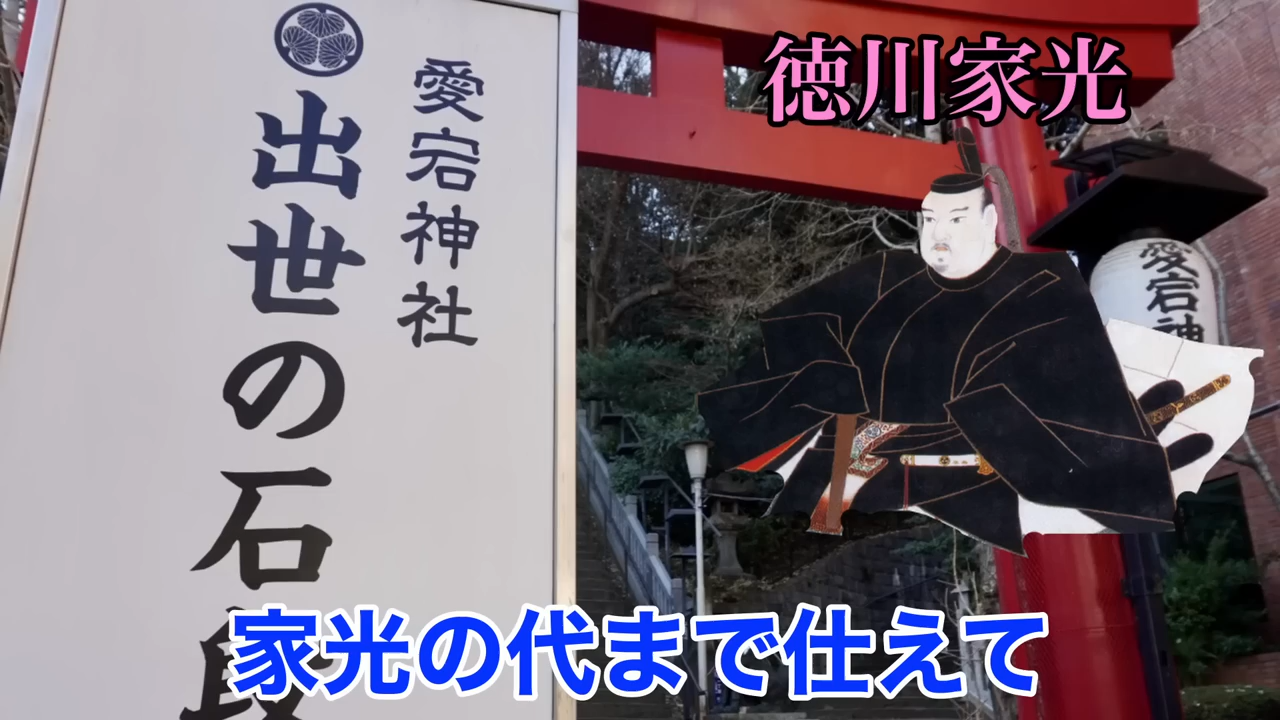 愛宕神社
出世の石段
徳川家光
愛宕神
家光の代まで仕えて